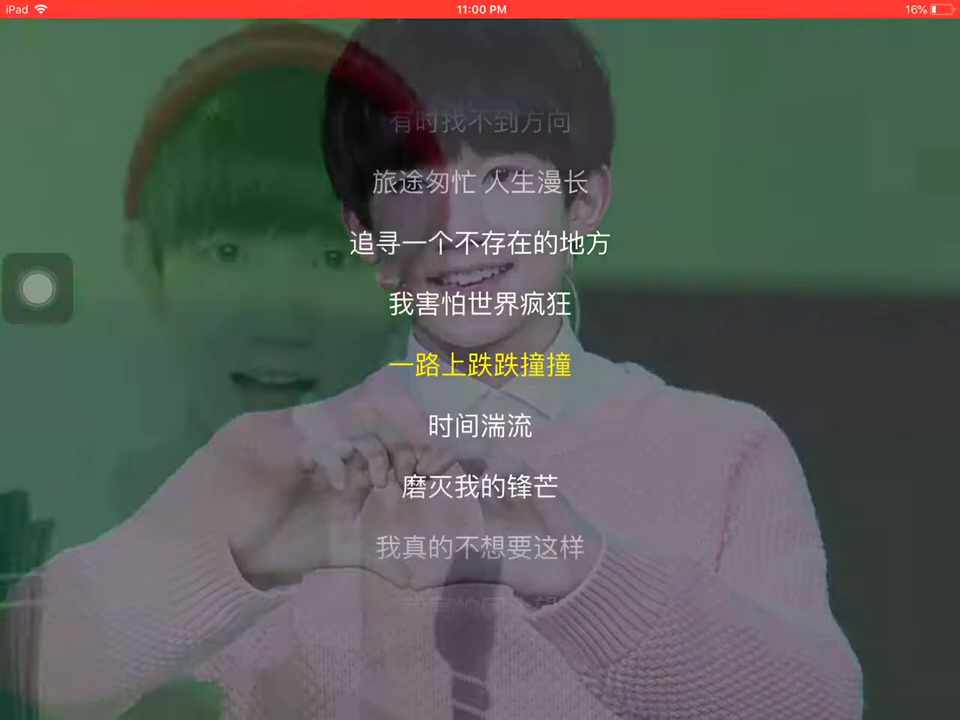 iPad 11:00 PM 16%
有时找不到方向
旅途匆忙 人生漫长
追寻一个不存在的地方
我害怕世界疯狂
一路上跌跌撞撞
时间湍流
磨灭我的锋芒
我真的不想要这样